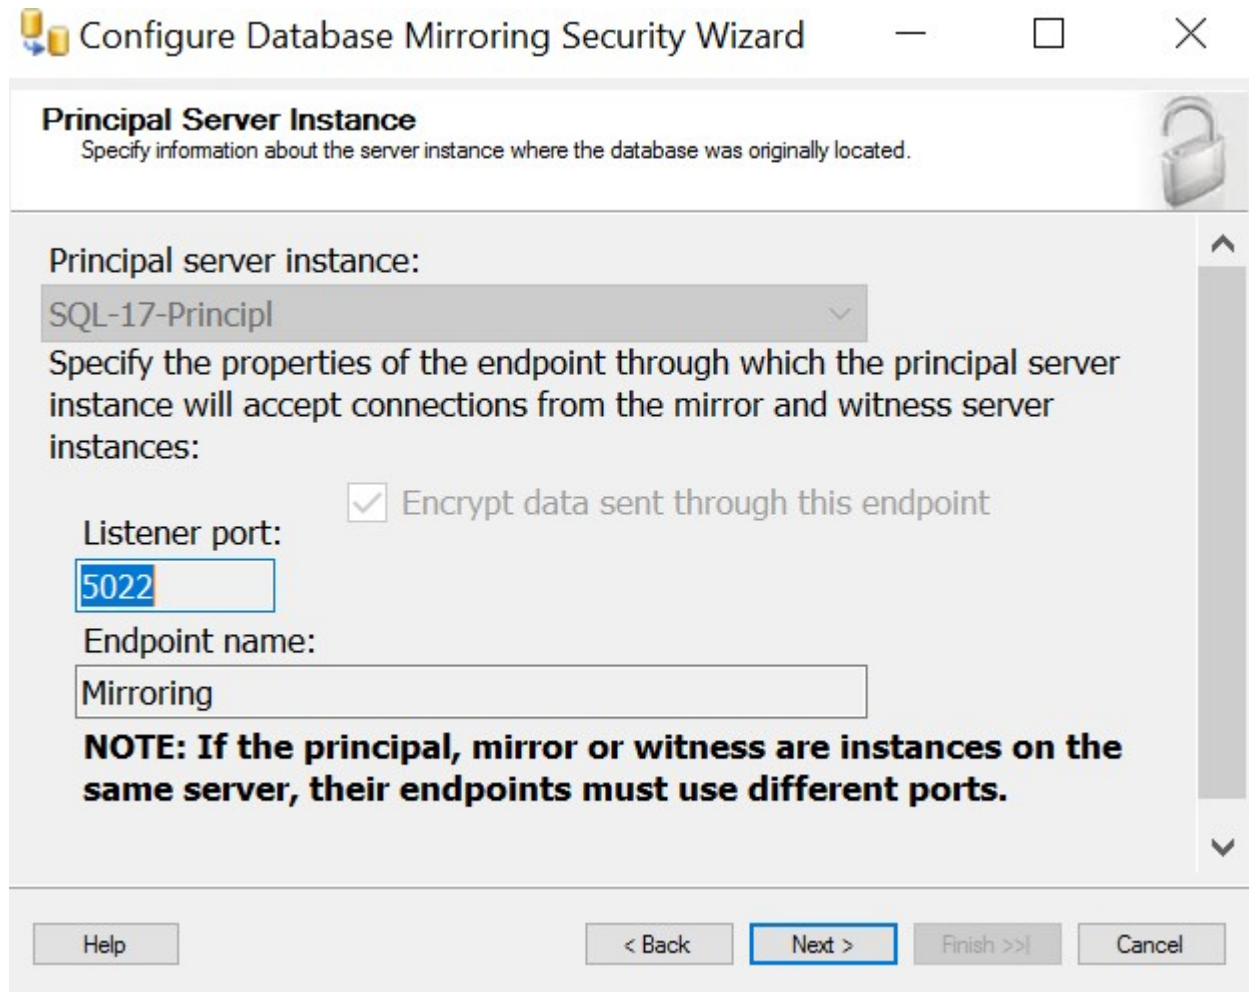 Configure Database Mirroring Security Wizard
Principal Server Instance
Specify information about the server instance where the database was originally located.
Principal server instance:
SQL-17-Principl
Specify the properties of the endpoint through which the principal server
instance will accept connections from the mirror and witness server
instances:
Encrypt data sent through this endpoint
Listener port:
5022
Endpoint name:
Mirroring
NOTE: If the principal, mirror or witness are instances on the
same server, their endpoints must use different ports.
Help
< Back
Next >
Finish >>|
Cancel